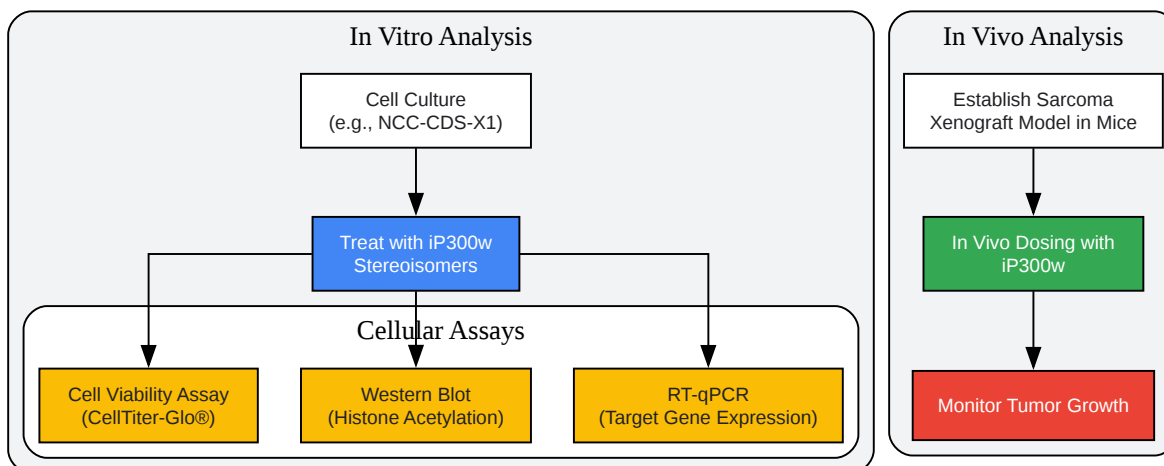 In Vitro Analysis
Cell Culture
(e.g., NCC-CDS-X1)
Treat with iP300w
Stereoisomers
Cellular Assays
Cell Viability Assay
(CellTiter-Glo®)
Western Blot
(Histone Acetylation)
RT-qPCR
(Target Gene Expression)
In Vivo Analysis
Establish Sarcoma
Xenograft Model in Mice
In Vivo Dosing with
iP300w
Monitor Tumor Growth